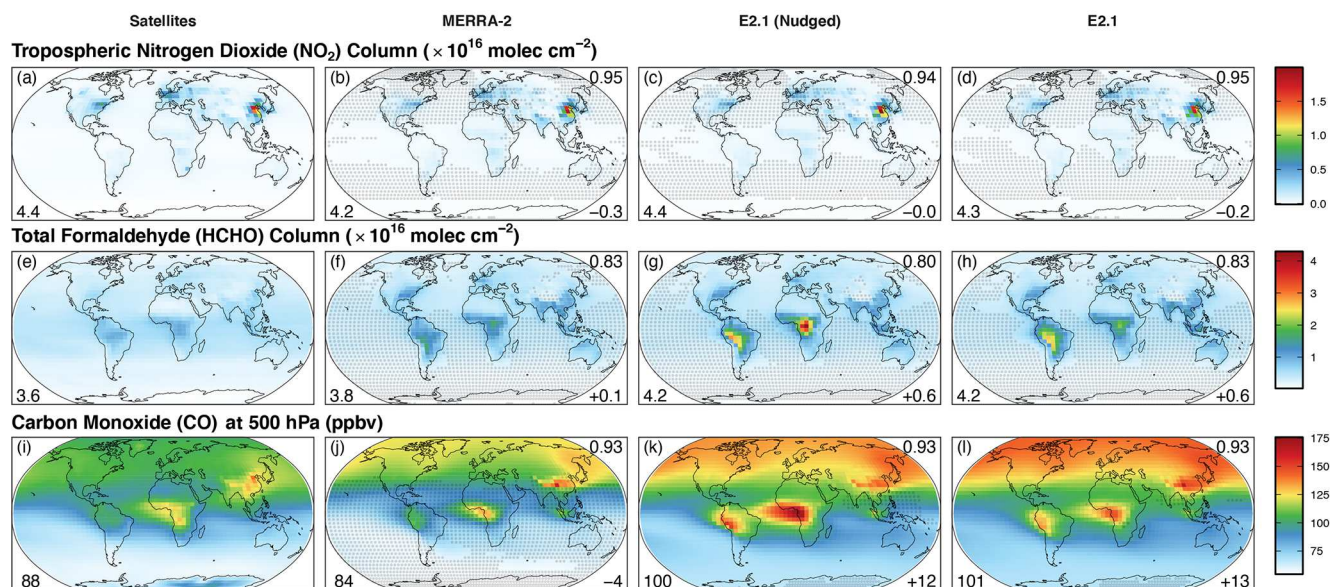 Satellites MERRA-2 E2.1 (Nudged) E2.1
Tropospheric Nitrogen Dioxide (NO₂) Column (× 10¹⁶ molec cm⁻²)
(a) (b) 0.95 (c) 0.94 (d) 0.95
1.5
1.0
0.5
0.0
4.4 4.2 −0.3 4.4 −0.0 4.3 −0.2
Total Formaldehyde (HCHO) Column (× 10¹⁶ molec cm⁻²)
(e) (f) 0.83 (g) 0.80 (h) 0.83
4
3
2
1
3.6 3.8 +0.1 4.2 +0.6 4.2 +0.6
Carbon Monoxide (CO) at 500 hPa (ppbv)
(i) (j) 0.93 (k) 0.93 (l) 0.93
175
150
125
100
75
88 84 −4 100 +12 101 +13